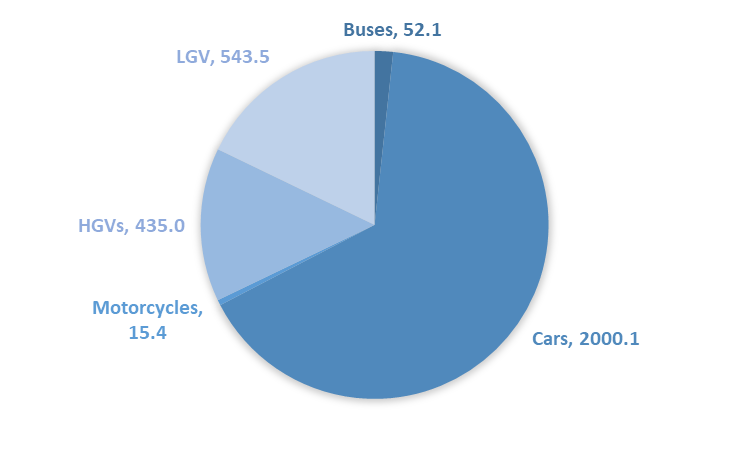 Buses, 52.1
LGV, 543.5
HGVs, 435.0
Motorcycles,
15.4
Cars, 2000.1